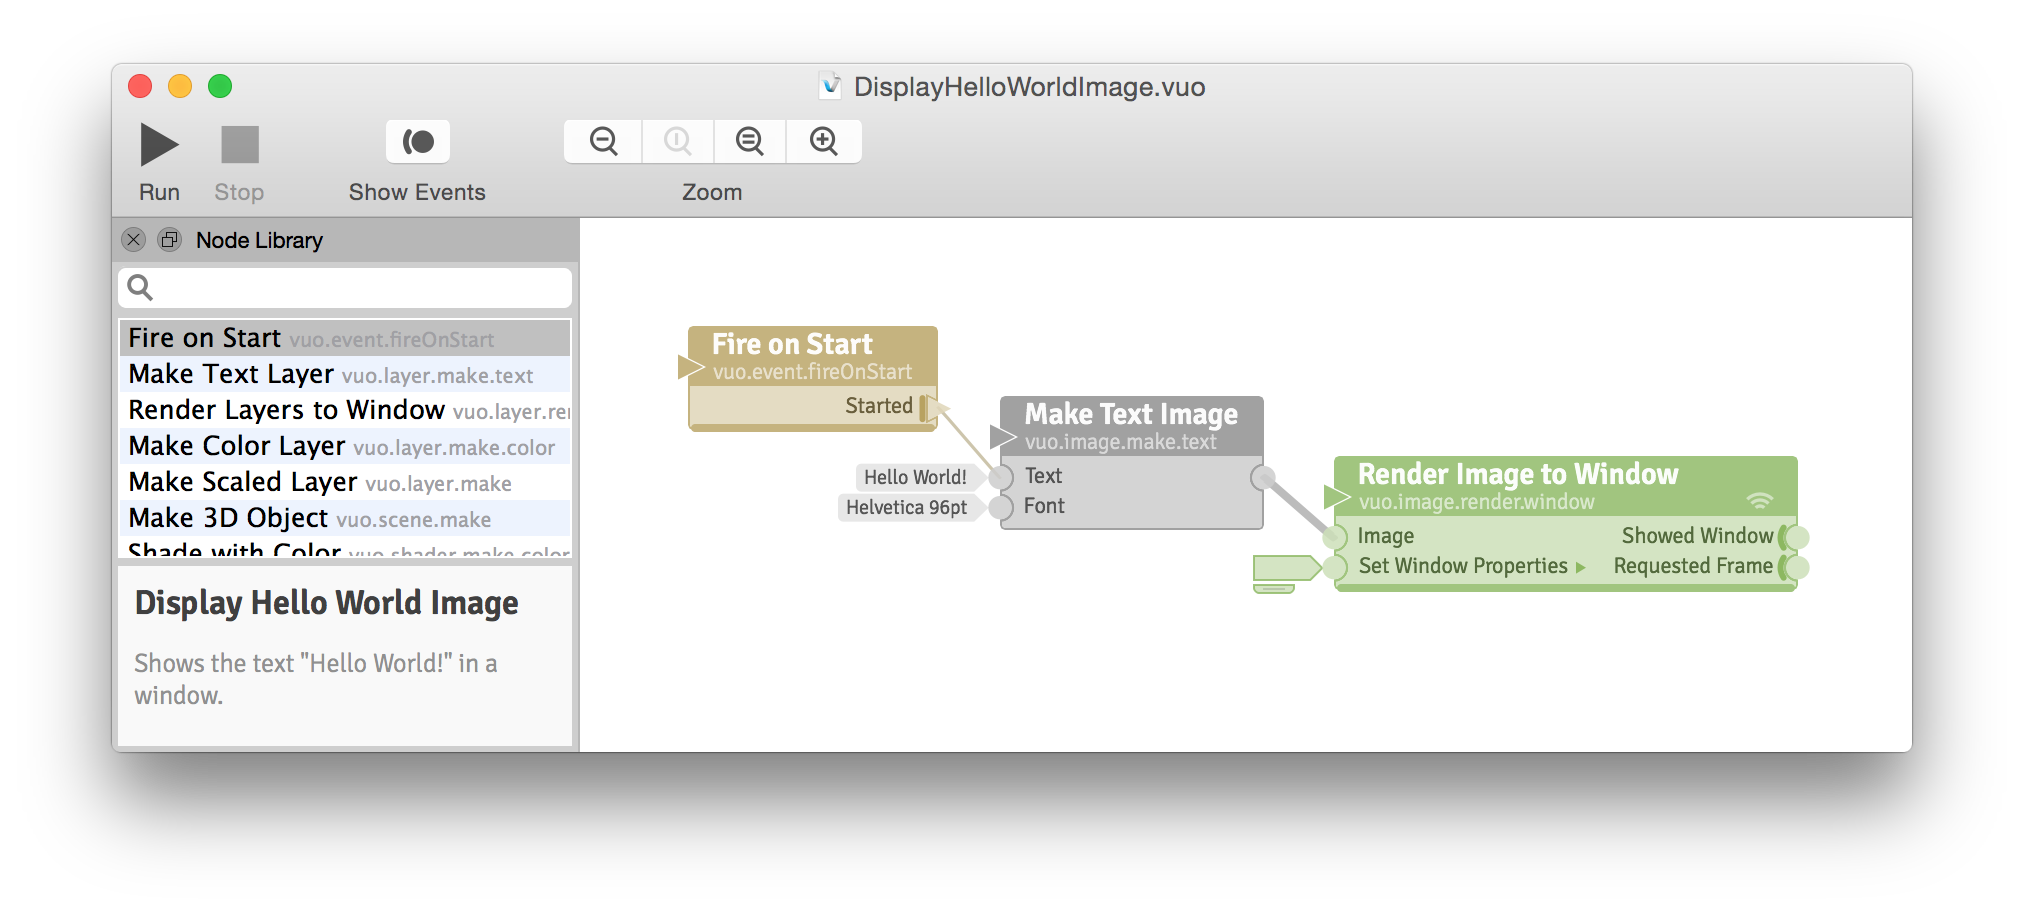 DisplayHelloWorldImage.vuo
Run
Stop
Show Events
Zoom
Node Library
Fire on Start vuo.event.fireOnStart
Make Text Layer vuo.layer.make.text
Render Layers to Window vuo.layer.re
Make Color Layer vuo.layer.make.color
Make Scaled Layer vuo.layer.make
Make 3D Object vuo.scene.make
Shade with Color vuo.shader.make.color
Display Hello World Image
Shows the text "Hello World!" in a
window.
Fire on Start
vuo.event.fireOnStart
Started
Make Text Image
vuo.image.make.text
Hello World!
Text
Helvetica 96pt
Font
Render Image to Window
vuo.image.render.window
Image
Showed Window
Set Window Properties
Requested Frame